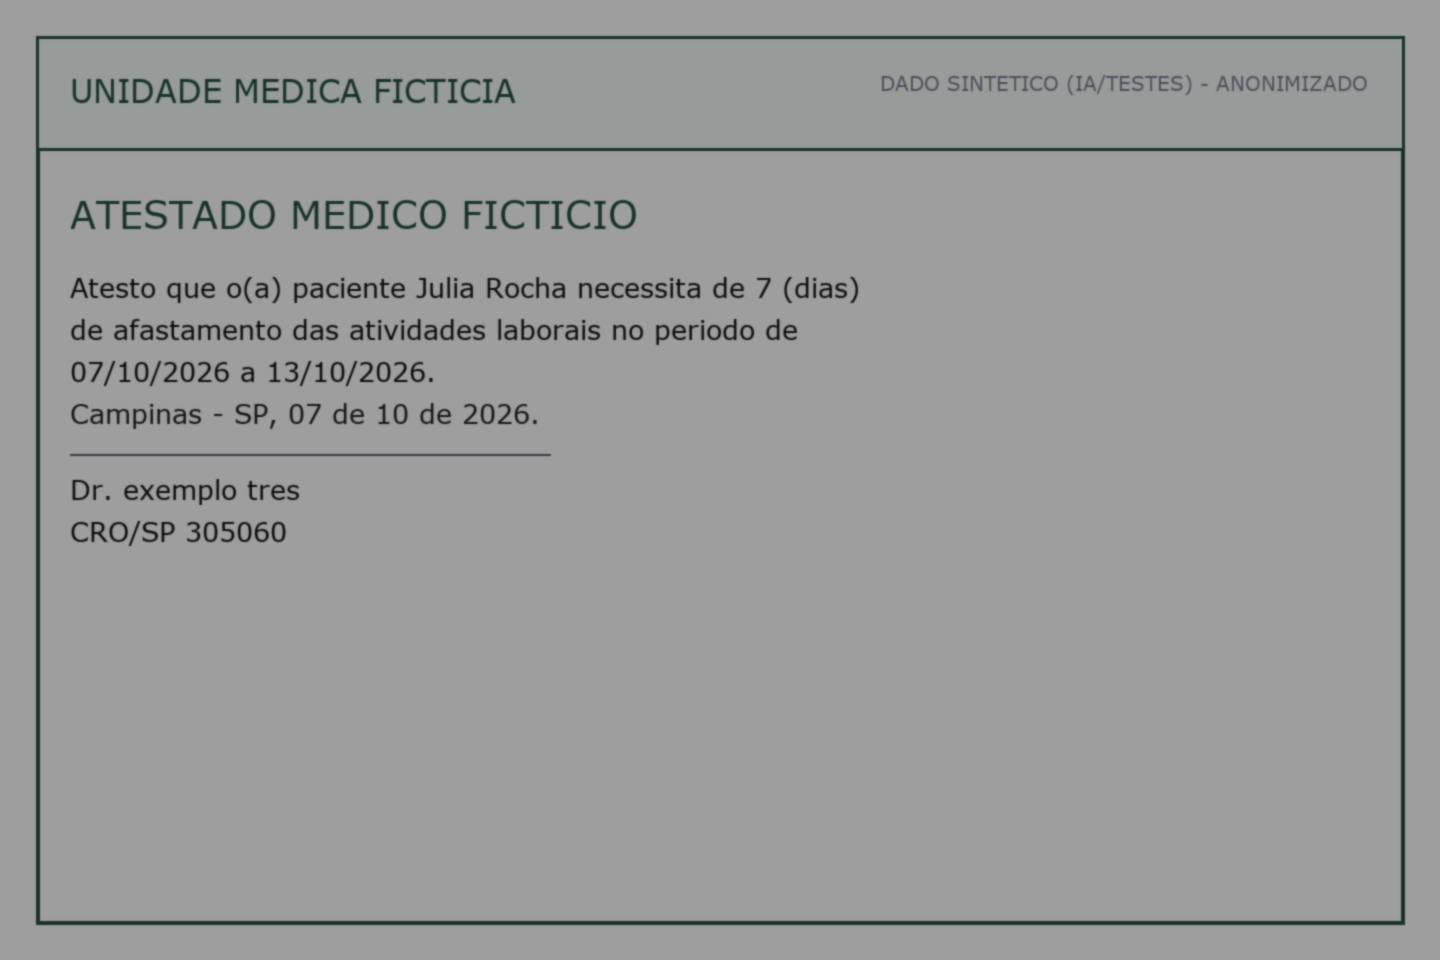 UNIDADE MEDICA FICTICIA
DADO SINTETICO (IA/TESTES) - ANONIMIZADO
ATESTADO MEDICO FICTICIO
Atesto que o(a) paciente Julia Rocha necessita de 7 (dias)
de afastamento das atividades laborais no periodo de
07/10/2026 a 13/10/2026.
Campinas - SP, 07 de 10 de 2026.
Dr. exemplo tres
CRO/SP 305060